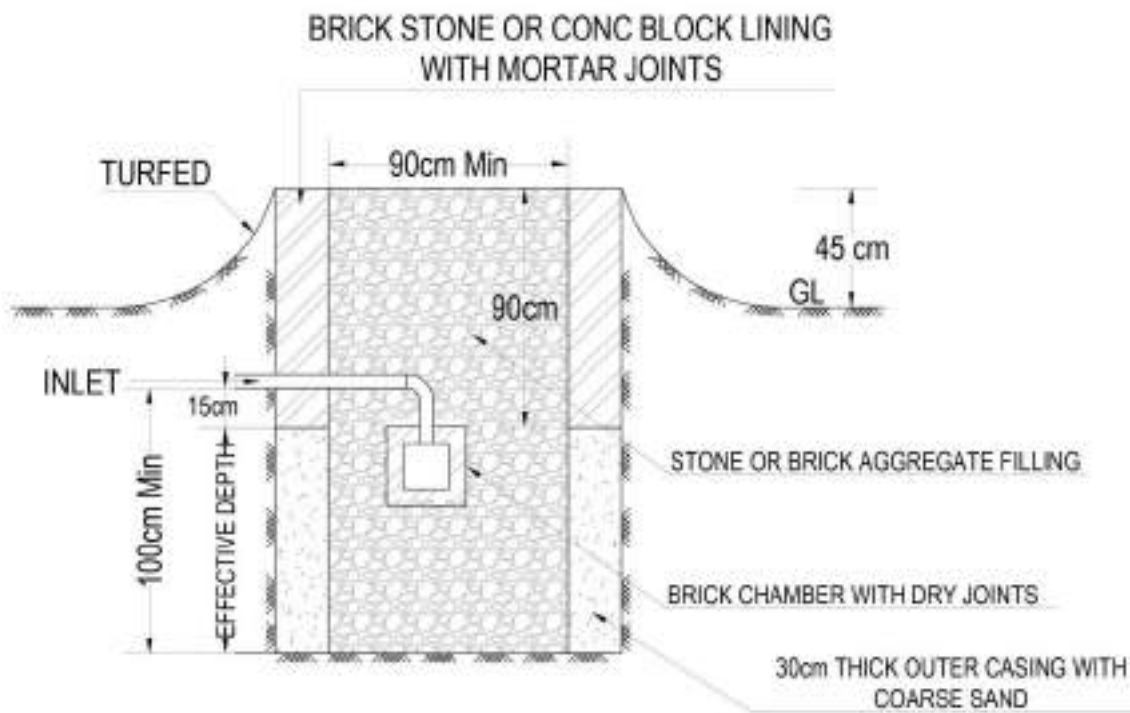 BRICK STONE OR CONC BLOCK LINING
WITH MORTAR JOINTS
TURFED
90cm Min
45 cm
GL
90cm
INLET
15cm
100cm Min
EFFECTIVE DEPTH
STONE OR BRICK AGGREGATE FILLING
BRICK CHAMBER WITH DRY JOINTS
30cm THICK OUTER CASING WITH
COARSE SAND